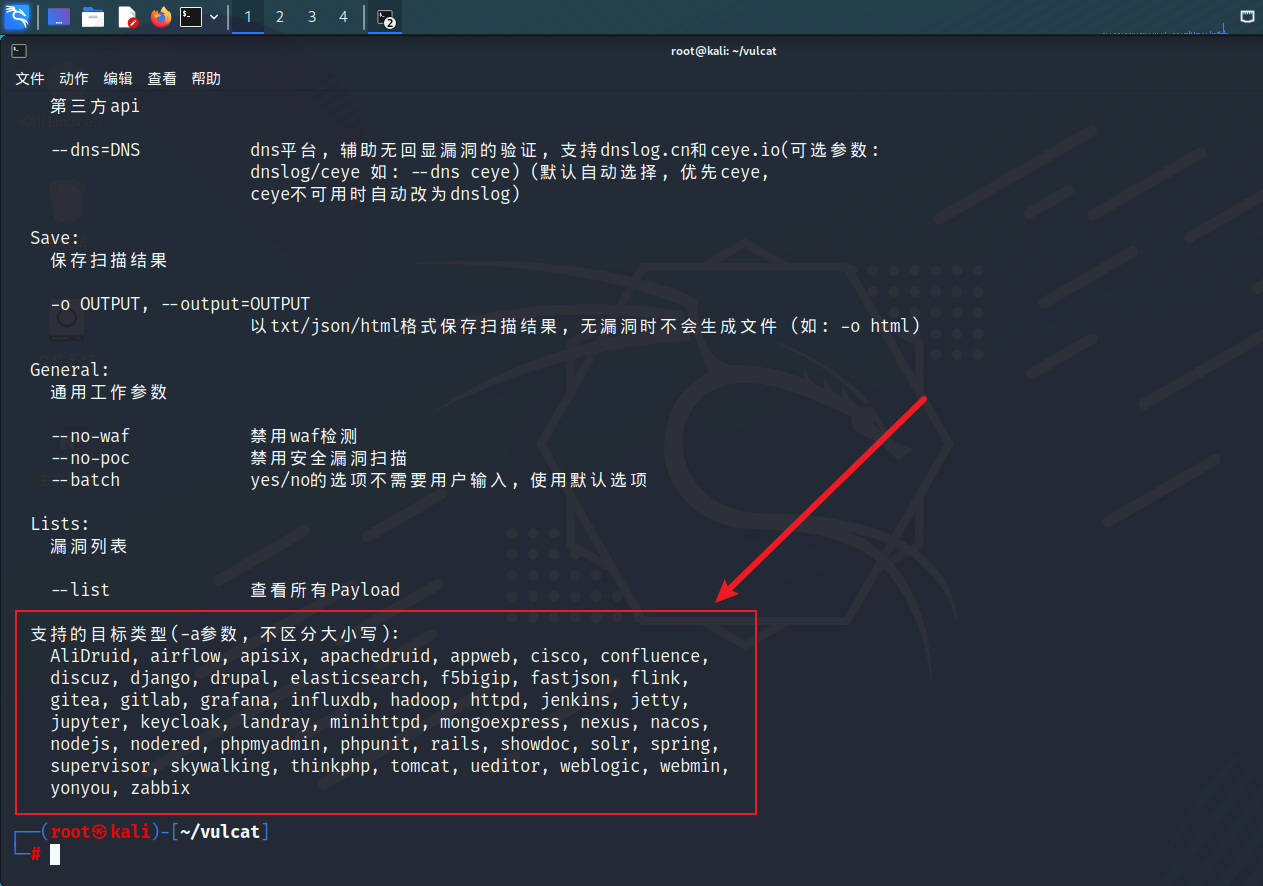 1 2 3 4 2
root@kali: ~/vulcat
文件 动作 编辑 查看 帮助
第三方api
--dns=DNS dns平台, 辅助无回显漏洞的验证, 支持dnslog.cn和ceye.io(可选参数:
dnslog/ceye 如: --dns ceye) (默认自动选择, 优先ceye,
ceye不可用时自动改为dnslog)
Save:
保存扫描结果
-o OUTPUT, --output=OUTPUT
以txt/json/html格式保存扫描结果, 无漏洞时不会生成文件 (如: -o html)
General:
通用工作参数
--no-waf 禁用waf检测
--no-poc 禁用安全漏洞扫描
--batch yes/no的选项不需要用户输入, 使用默认选项
Lists:
漏洞列表
--list 查看所有Payload
支持的目标类型(-a参数, 不区分大小写):
AliDruid, airflow, apisix, apachedruid, appweb, cisco, confluence,
discuz, django, drupal, elasticsearch, f5bigip, fastjson, flink,
gitea, gitlab, grafana, influxdb, hadoop, httpd, jenkins, jetty,
jupyter, keycloak, landray, minihttpd, mongoexpress, nexus, nacos,
nodejs, nodered, phpmyadmin, phpunit, rails, showdoc, solr, spring,
supervisor, skywalking, thinkphp, tomcat, ueditor, weblogic, webmin,
yonyou, zabbix
┌──(root㉿kali)-[~/vulcat]
└─#